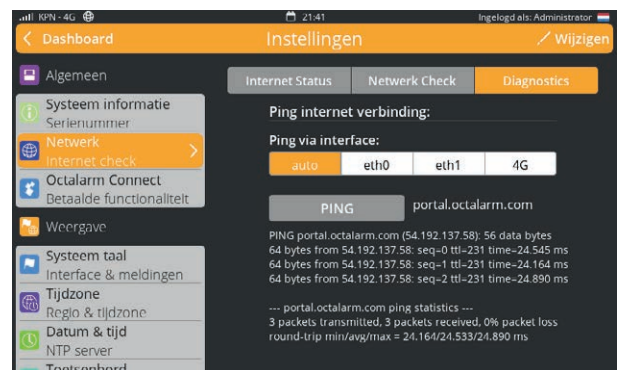 KPN - 4G
21:41
Ingelogd als: Administrator
Dashboard
Instellingen
Wijzigen
Algemeen
Systeem informatie
Serienummer
Netwerk
Internet check
Octalarm Connect
Betaalde functionaliteit
Weergave
Systeem taal
Interface & meldingen
Tijdzone
Regio & tijdzone
Datum & tijd
NTP server
Toetsenbord
Internet Status
Netwerk Check
Diagnostics
Ping internet verbinding:
Ping via interface:
auto
eth0
eth1
4G
PING
portal.octalarm.com
PING portal.octalarm.com (54.192.137.58): 56 data bytes
64 bytes from 54.192.137.58: seq=0 ttl=231 time=24.545 ms
64 bytes from 54.192.137.58: seq=1 ttl=231 time=24.164 ms
64 bytes from 54.192.137.58: seq=2 ttl=231 time=24.890 ms
--- portal.octalarm.com ping statistics ---
3 packets transmitted, 3 packets received, 0% packet loss
round-trip min/avg/max = 24.164/24.533/24.890 ms